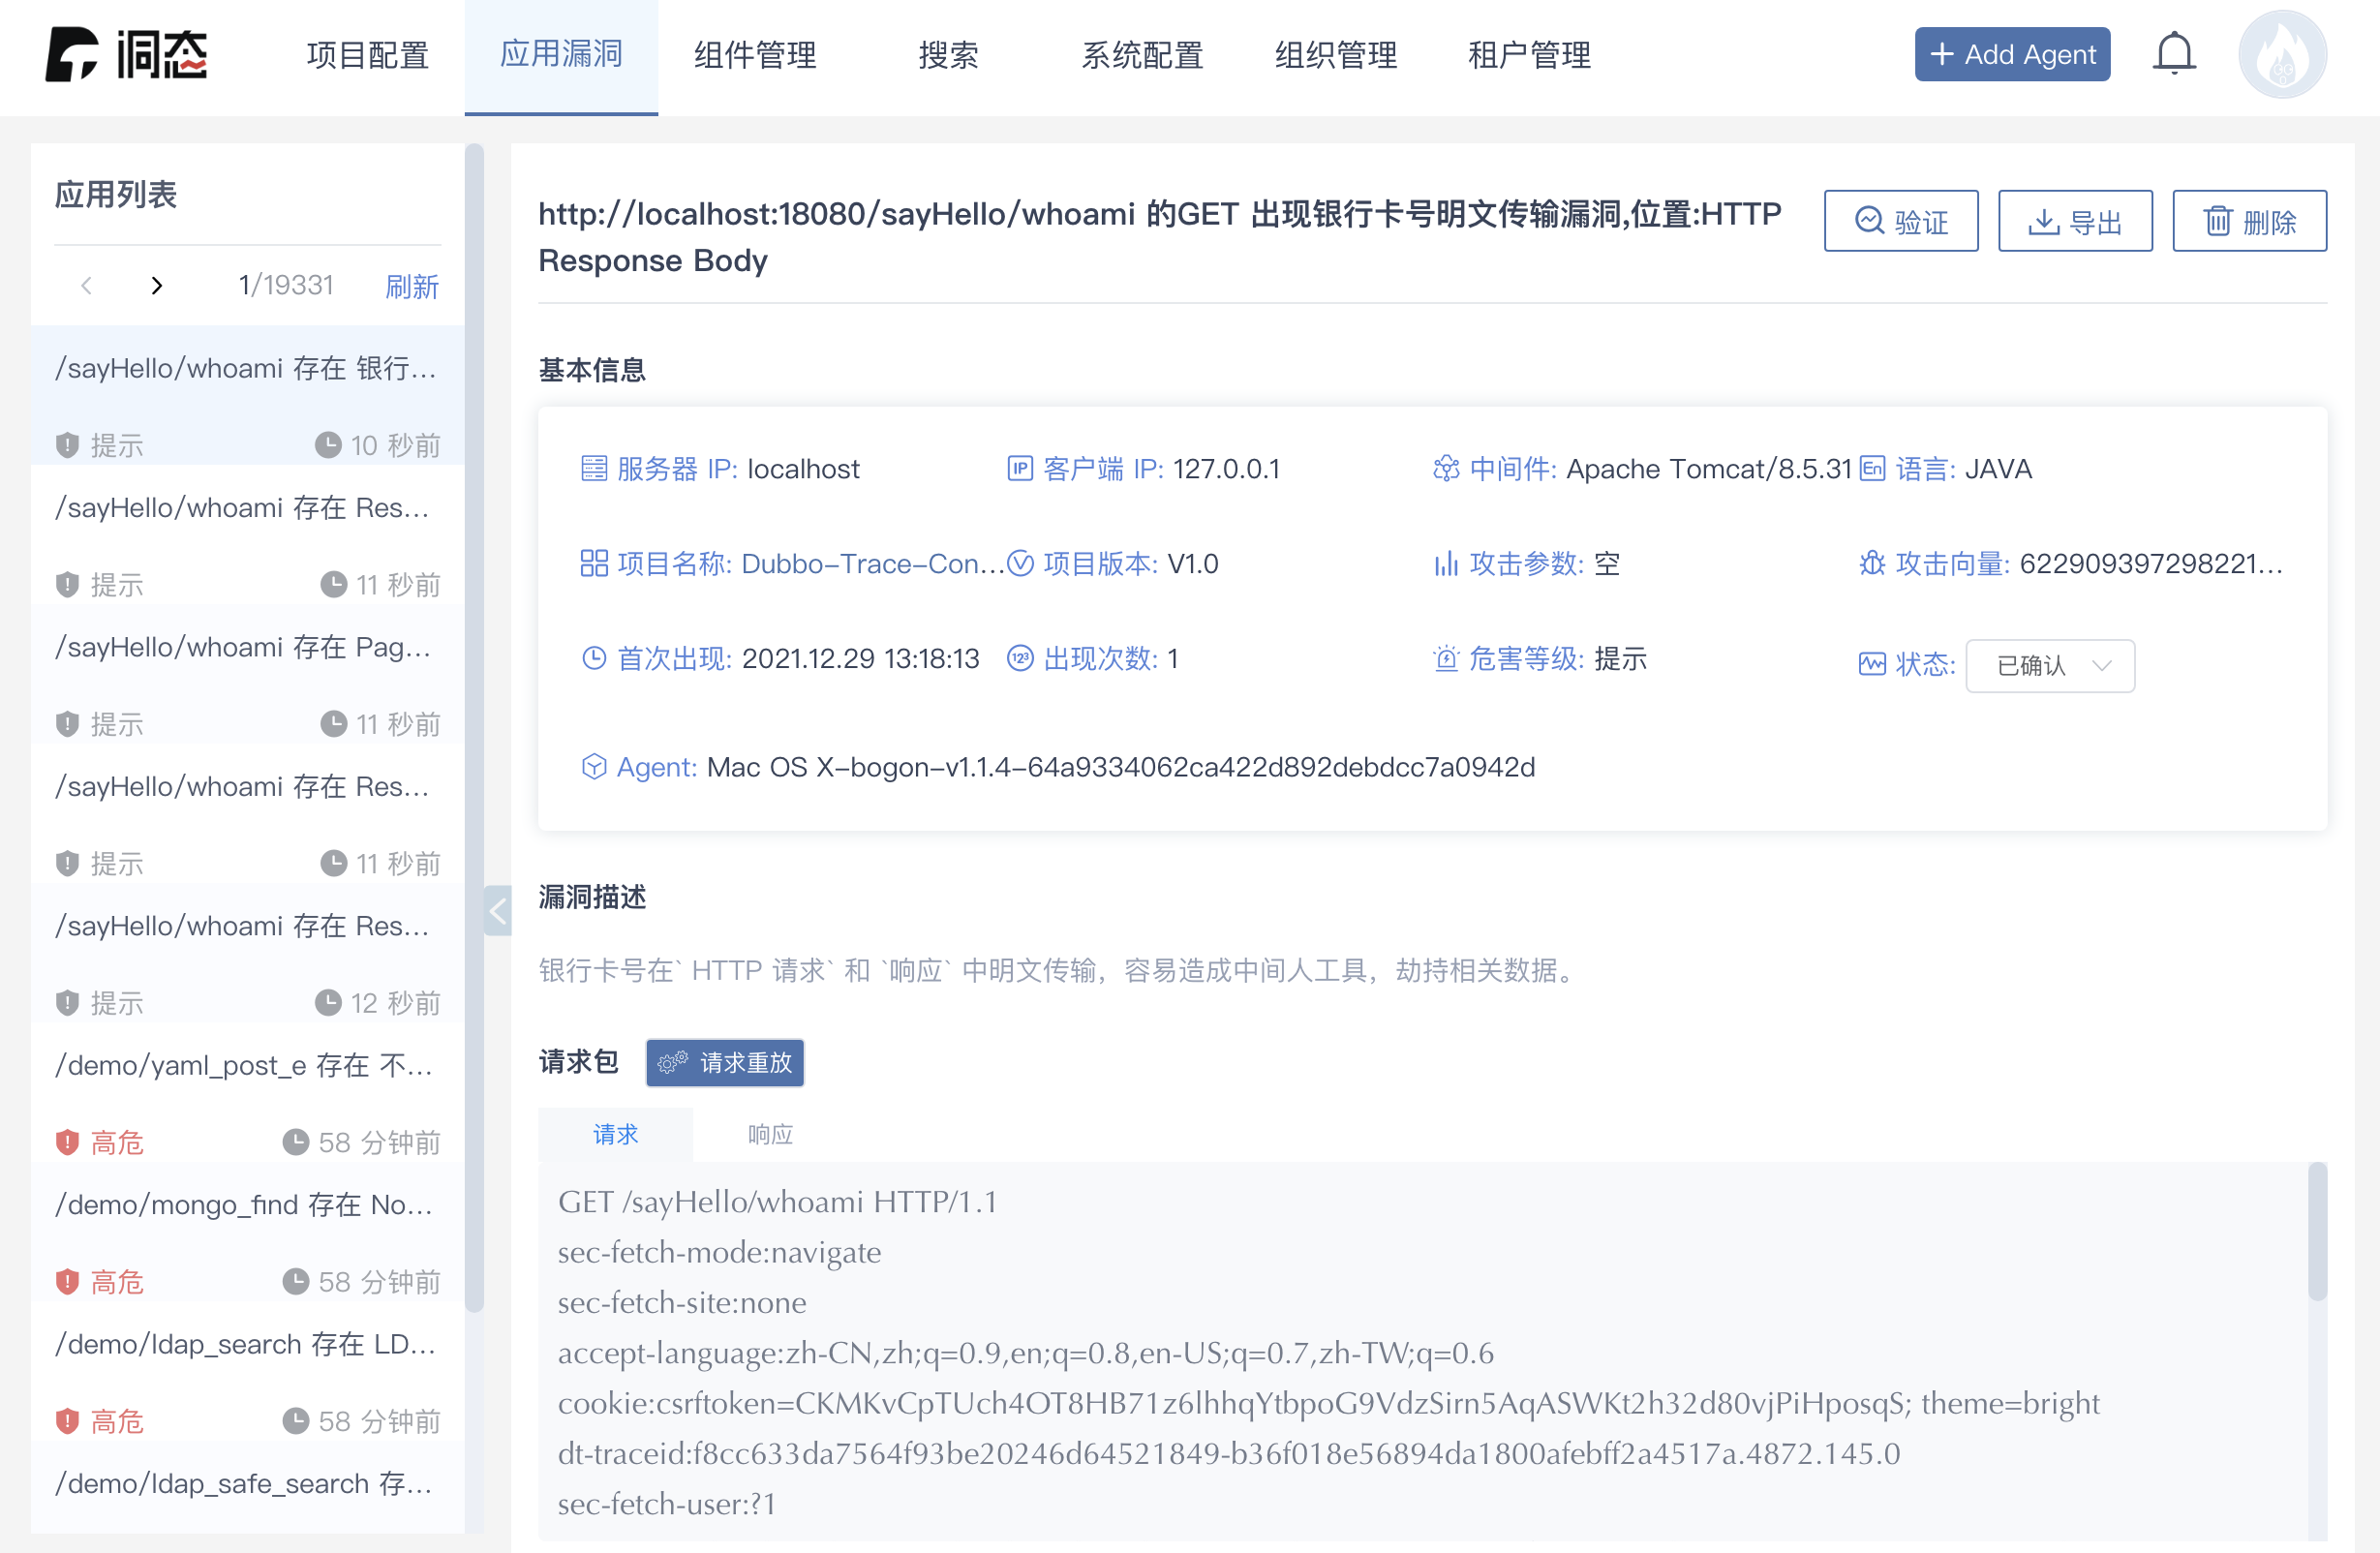 洞态 项目配置 应用漏洞 组件管理 搜索 系统配置 组织管理 租户管理 + Add Agent
应用列表
1/19331 刷新
/sayHello/whoami 存在 银行...
提示 10 秒前
/sayHello/whoami 存在 Res...
提示 11 秒前
/sayHello/whoami 存在 Pag...
提示 11 秒前
/sayHello/whoami 存在 Res...
提示 11 秒前
/sayHello/whoami 存在 Res...
提示 12 秒前
/demo/yaml_post_e 存在 不...
高危 58 分钟前
/demo/mongo_find 存在 No...
高危 58 分钟前
/demo/ldap_search 存在 LD...
高危 58 分钟前
/demo/ldap_safe_search 存...
http://localhost:18080/sayHello/whoami 的GET 出现银行卡号明文传输漏洞,位置:HTTP
Response Body
验证 导出 删除
基本信息
服务器 IP: localhost 客户端 IP: 127.0.0.1 中间件: Apache Tomcat/8.5.31 语言: JAVA
项目名称: Dubbo-Trace-Con... 项目版本: V1.0 攻击参数: 空 攻击向量: 622909397298221...
首次出现: 2021.12.29 13:18:13 出现次数: 1 危害等级: 提示 状态: 已确认
Agent: Mac OS X-bogon-v1.1.4-64a9334062ca422d892debdcc7a0942d
漏洞描述
银行卡号在` HTTP 请求` 和 `响应` 中明文传输，容易造成中间人工具，劫持相关数据。
请求包 请求重放
请求 响应
GET /sayHello/whoami HTTP/1.1
sec-fetch-mode:navigate
sec-fetch-site:none
accept-language:zh-CN,zh;q=0.9,en;q=0.8,en-US;q=0.7,zh-TW;q=0.6
cookie:csrftoken=CKMKvCpTUch4OT8HB71z6lhhqYtbpoG9VdzSirn5AqASWKt2h32d80vjPiHposqS; theme=bright
dt-traceid:f8cc633da7564f93be20246d64521849-b36f018e56894da1800afebff2a4517a.4872.145.0
sec-fetch-user:?1